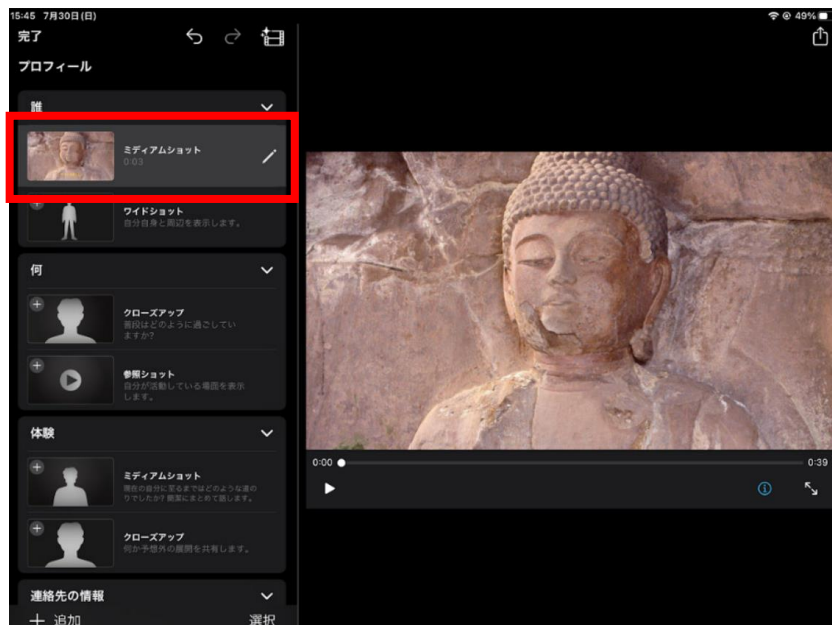 15:45 7月30日(日)
49%
完了
プロフィール
誰
ミディアムショット
0:03
ワイドショット
自分自身と周辺を表示します。
何
クローズアップ
普段はどのように過ごしてい
ますか?
参照ショット
自分が活動している場面を表示
します。
体験
ミディアムショット
現在の自分に至るまではどのような道の
りでしたか? 簡潔にまとめて話します。
クローズアップ
何か予想外の展開を共有します。
連絡先の情報
追加
選択
0:00
0:39